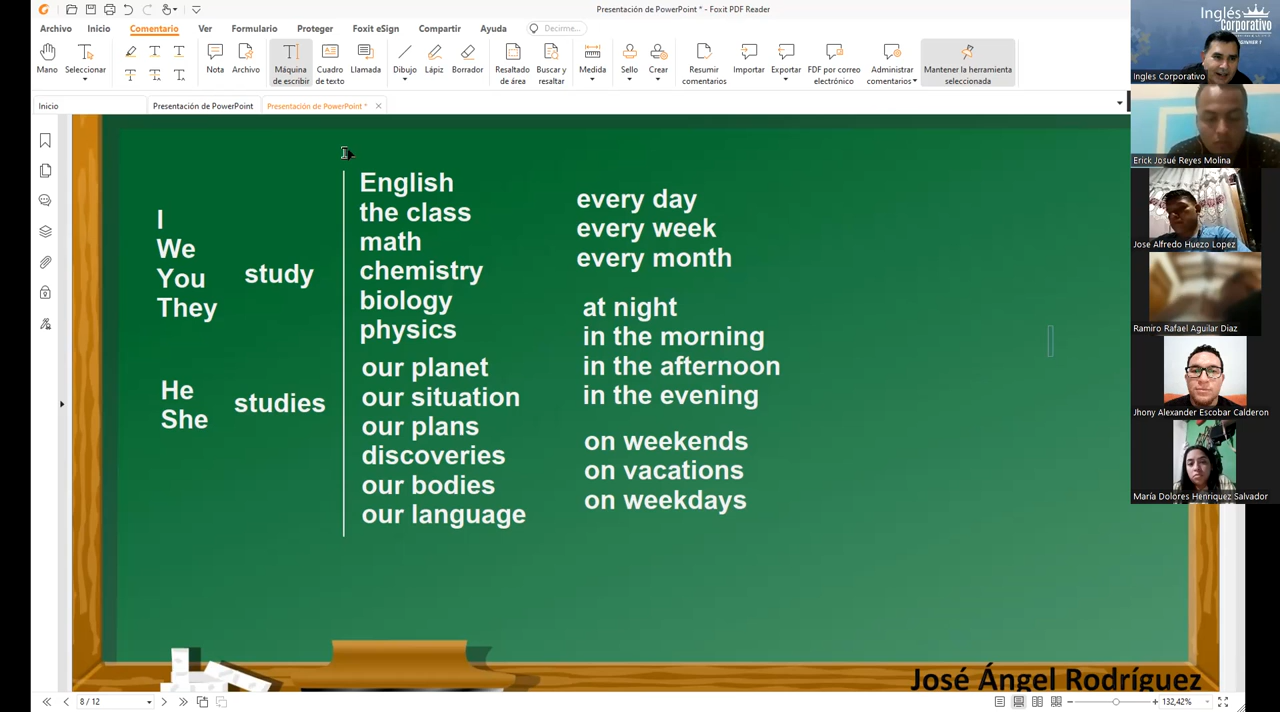 Presentación de PowerPoint * - Foxit PDF Reader
Archivo Inicio Comentario Ver Formulario Proteger Foxit eSign Compartir Ayuda Decirme...
Mano
Seleccionar
Nota
Archivo
Máquina de escribir
Cuadro de texto
Llamada
Dibujo
Lápiz
Borrador
Resaltado de área
Buscar y resaltar
Medida
Sello
Crear
Resumir comentarios
Importar
Exportar
FDF por correo electrónico
Administrar comentarios
Mantener la herramienta seleccionada
Inicio
Presentación de PowerPoint
Presentación de PowerPoint *
I
We
You
They
study
He
She
studies
English
the class
math
chemistry
biology
physics
our planet
our situation
our plans
discoveries
our bodies
our language
every day
every week
every month
at night
in the morning
in the afternoon
in the evening
on weekends
on vacations
on weekdays
José Ángel Rodríguez
8 / 12
132,42%
Inglés
Corporativo
Ingles Corporativo
Erick Josué Reyes Molina
Jose Alfredo Huezo Lopez
Ramiro Rafael Aguilar Diaz
Jhony Alexander Escobar Calderon
María Dolores Henriquez Salvador